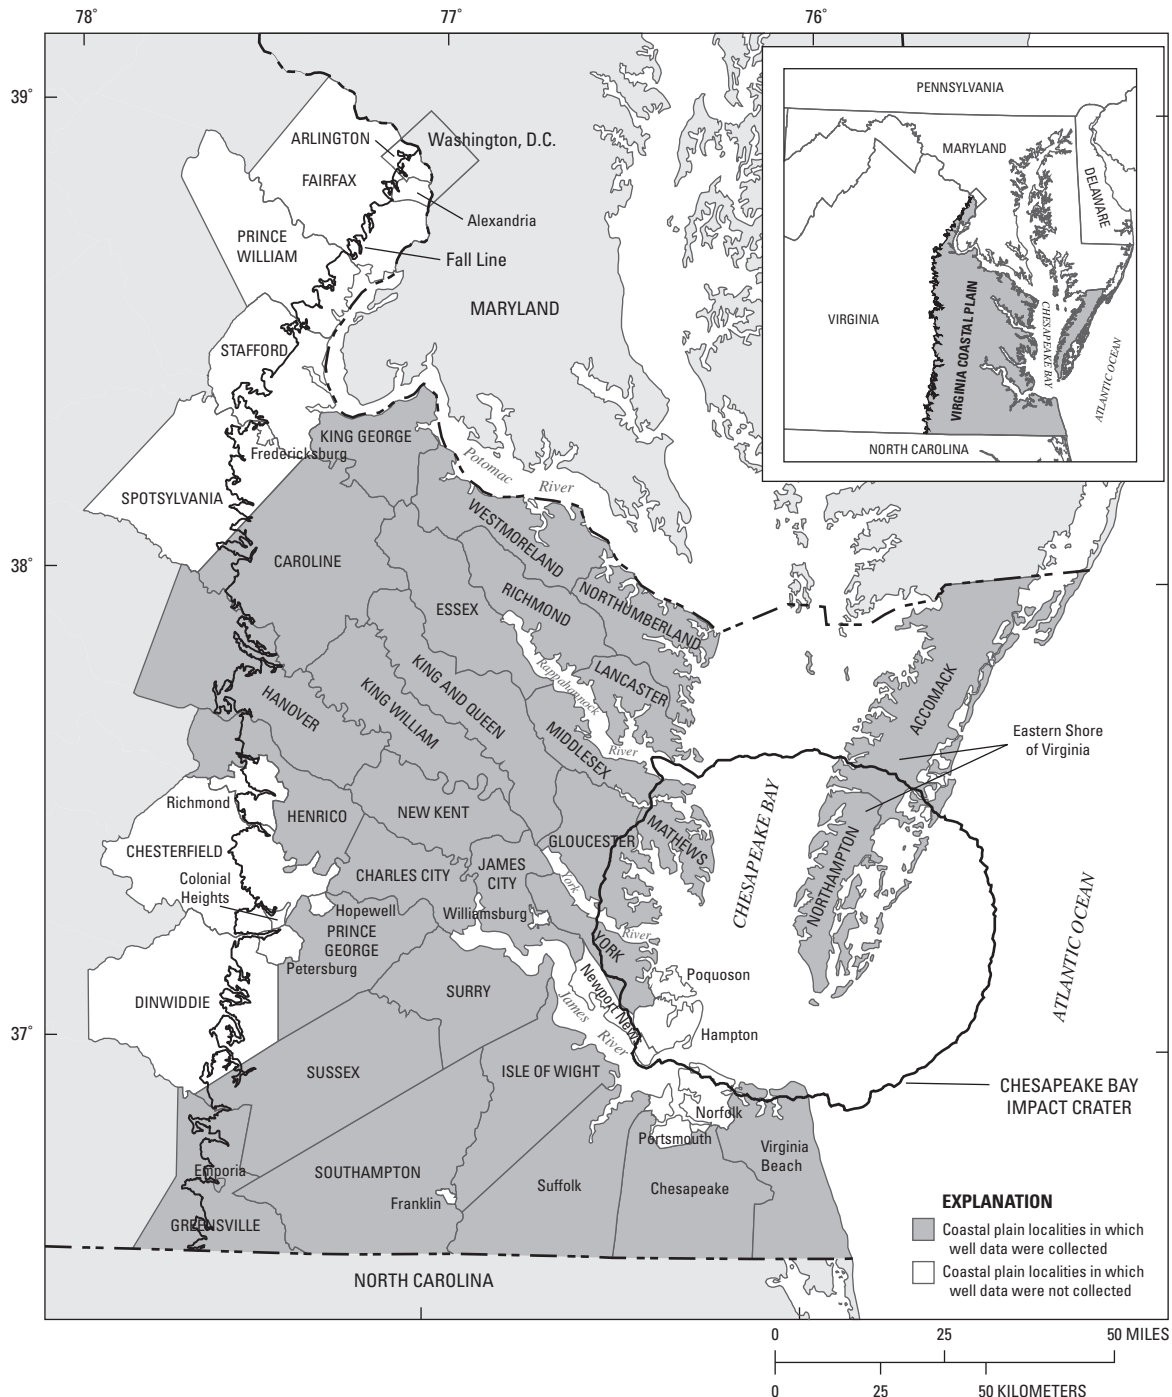 78°
77°
76°
39°
38°
37°
ARLINGTON
Washington, D.C.
FAIRFAX
Alexandria
PRINCE
WILLIAM
Fall Line
MARYLAND
STAFFORD
KING GEORGE
Fredericksburg
Potomac
River
SPOTSYLVANIA
WESTMORELAND
CAROLINE
NORTHUMBERLAND
RICHMOND
ESSEX
Rappahannock
River
LANCASTER
KING AND QUEEN
KING WILLIAM
HANOVER
MIDDLESEX
ACCOMACK
Eastern Shore
of Virginia
Richmond
HENRICO
NEW KENT
GLOUCESTER
MATHEWS
CHESAPEAKE BAY
NORTHAMPTON
CHESTERFIELD
Colonial
Heights
CHARLES CITY
JAMES
CITY
York
River
Hopewell
Williamsburg
PRINCE
GEORGE
Petersburg
YORK
ATLANTIC OCEAN
Poquoson
DINWIDDIE
SURRY
Newport News
James
River
Hampton
SUSSEX
ISLE OF WIGHT
CHESAPEAKE BAY
IMPACT CRATER
Norfolk
Portsmouth
Virginia
Beach
Emporia
SOUTHAMPTON
Franklin
Suffolk
Chesapeake
GREENSVILLE
NORTH CAROLINA
PENNSYLVANIA
MARYLAND
DELAWARE
VIRGINIA
VIRGINIA COASTAL PLAIN
CHESAPEAKE BAY
ATLANTIC OCEAN
NORTH CAROLINA
EXPLANATION
Coastal plain localities in which
well data were collected
Coastal plain localities in which
well data were not collected
0 25 50 MILES
0 25 50 KILOMETERS